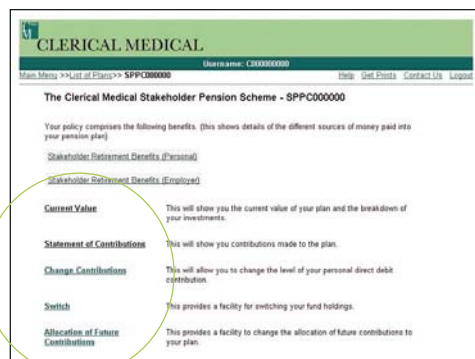 CLERICAL MEDICAL
Username: C000000000
Main Menu >>List of Plans>> SPPC000000 Help Get Prints Contact Us Logout
The Clerical Medical Stakeholder Pension Scheme - SPPC000000
Your policy comprises the following benefits. (this shows details of the different sources of money paid into
your pension plan)
Stakeholder Retirement Benefits (Personal)
Stakeholder Retirement Benefits (Employer)
Current Value This will show you the current value of your plan and the breakdown of
your investments.
Statement of Contributions This will show you contributions made to the plan.
Change Contributions This will allow you to change the level of your personal direct debit
contribution.
Switch This provides a facility for switching your fund holdings.
Allocation of Future This provides a facility to change the allocation of future contributions to
Contributions your plan.